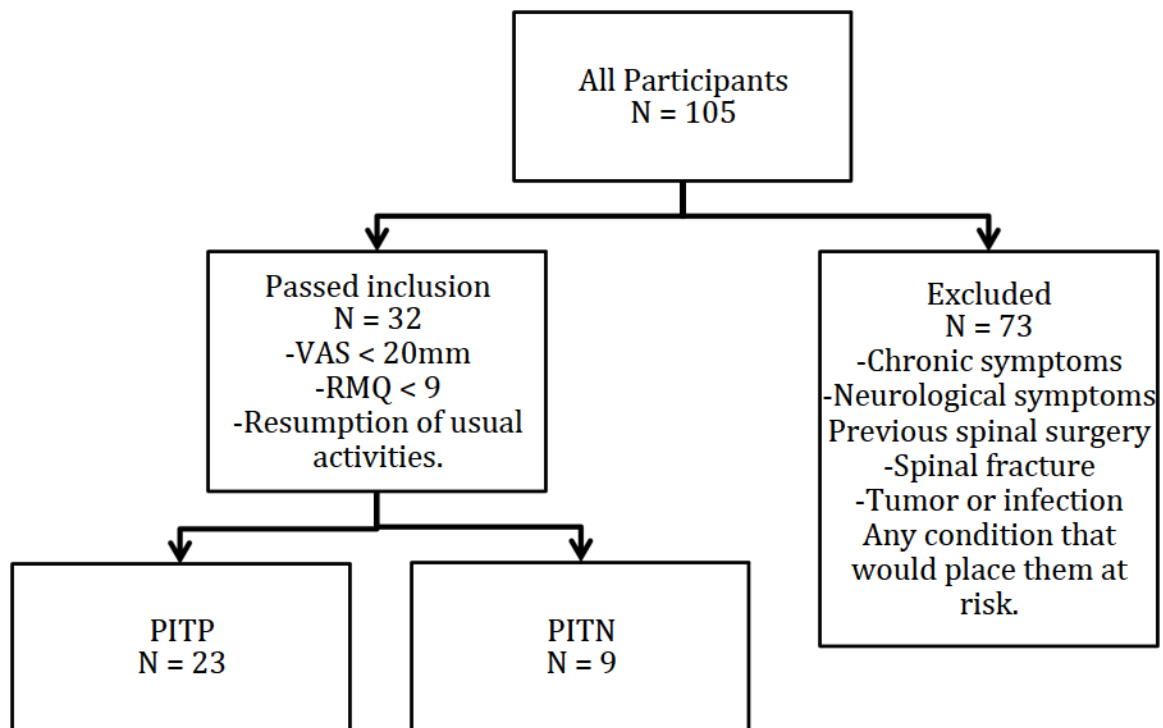 All Participants
N = 105
Passed inclusion
N = 32
-VAS < 20mm
-RMQ < 9
-Resumption of usual
activities.
Excluded
N = 73
-Chronic symptoms
-Neurological symptoms
Previous spinal surgery
-Spinal fracture
-Tumor or infection
Any condition that
would place them at
risk.
PITP
N = 23
PITN
N = 9